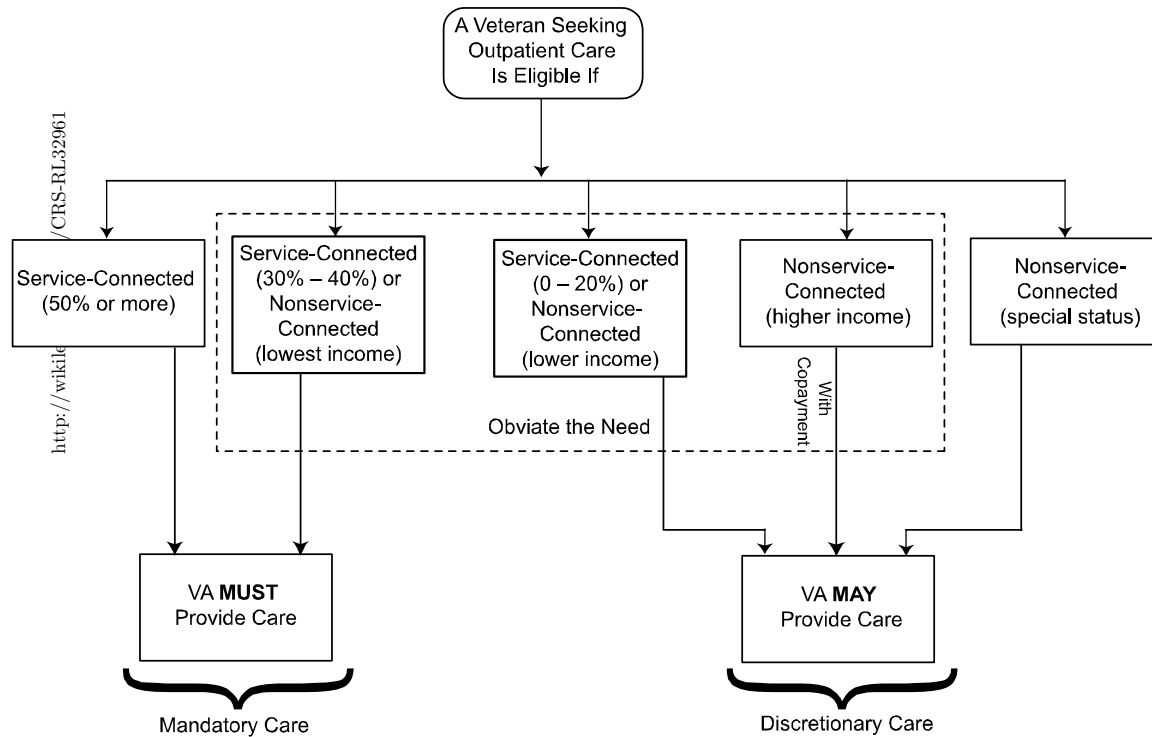 A Veteran Seeking
Outpatient Care
Is Eligible If
http://wikile /CRS-RL32961
Service-Connected
(50% or more)
Service-Connected
(30% – 40%) or
Nonservice-
Connected
(lowest income)
Service-Connected
(0 – 20%) or
Nonservice-
Connected
(lower income)
Nonservice-
Connected
(higher income)
Nonservice-
Connected
(special status)
With
Copayment
Obviate the Need
VA MUST
Provide Care
VA MAY
Provide Care
Mandatory Care
Discretionary Care